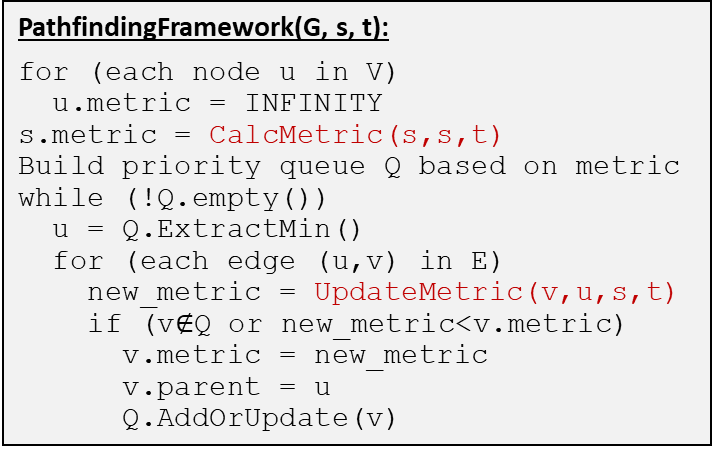 PathfindingFramework(G, s, t):
for (each node u in V)
u.metric = INFINITY
s.metric = CalcMetric(s,s,t)
Build priority queue Q based on metric
while (!Q.empty())
u = Q.ExtractMin()
for (each edge (u,v) in E)
new_metric = UpdateMetric(v,u,s,t)
if (v∉Q or new_metric<v.metric)
v.metric = new_metric
v.parent = u
Q.AddOrUpdate(v)